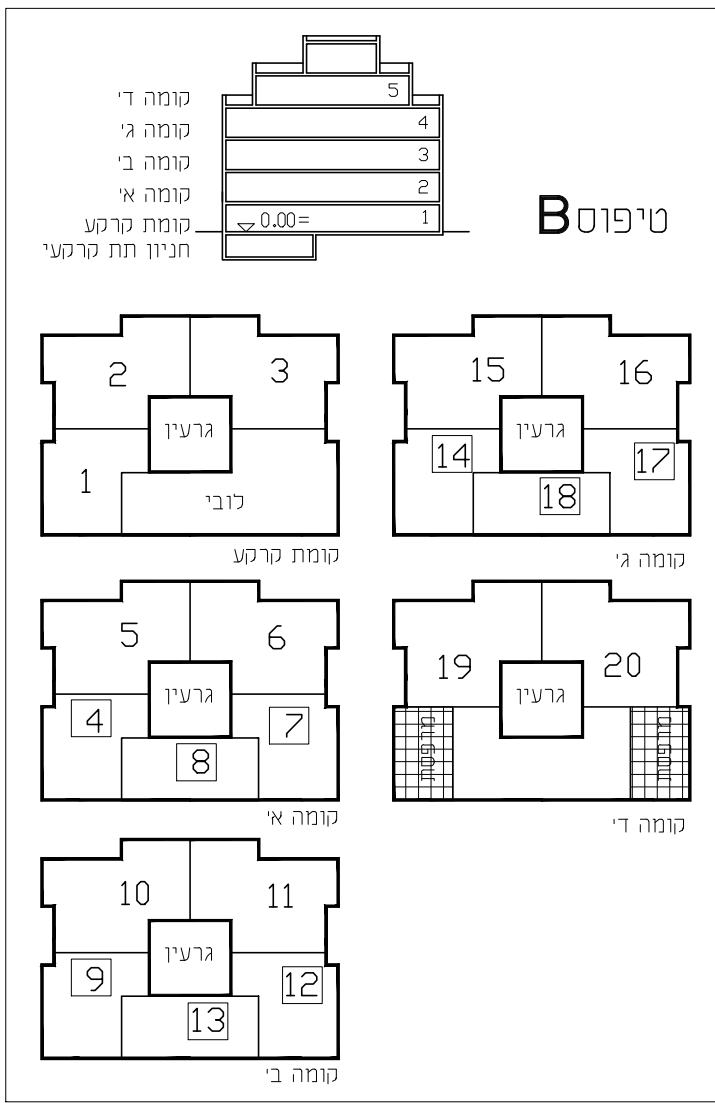 קומה ד'
5
קומה ג'
4
קומה ב'
3
קומה א'
2
קומת קרקע
0.00=
1
חניון תת קרקעי
טיפוס B
2
3
גרעין
1
לובי
קומת קרקע
15
16
גרעין
14
17
18
קומה ג'
5
6
גרעין
4
7
8
קומה א'
19
20
גרעין
מרפסת
מרפסת
קומה ד'
10
11
גרעין
9
12
13
קומה ב'